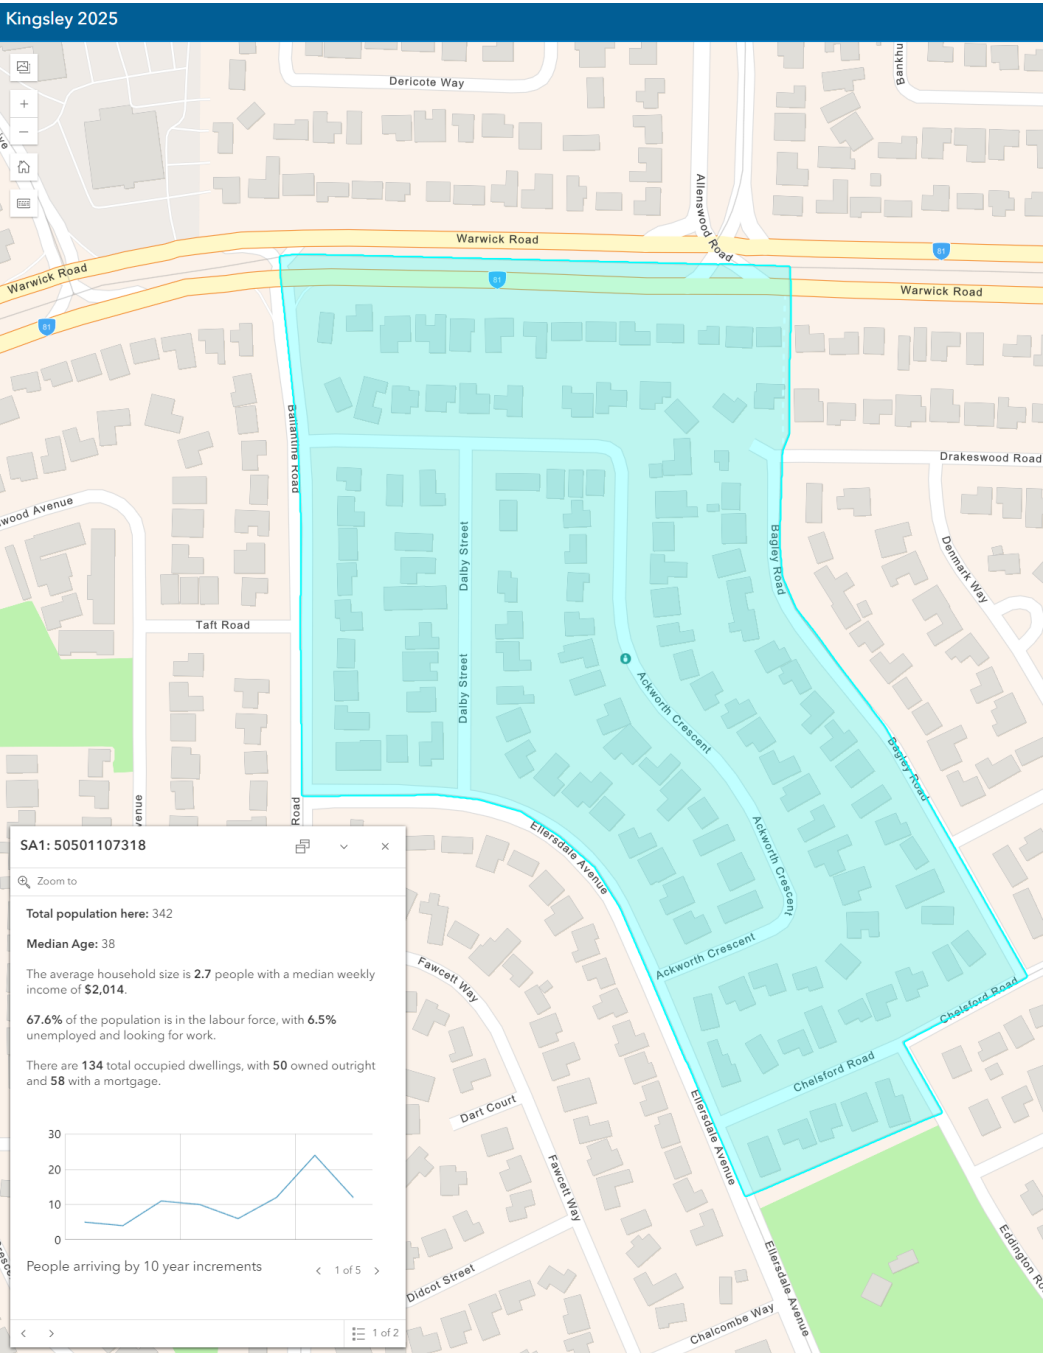 Kingsley 2025
Dericote Way
Bankhu
Allenswood Road
Warwick Road
81
Warwick Road
81
Warwick Road
81
Ballantine Road
Drakeswood Road
swood Avenue
Dalby Street
Bagley Road
Denmark Way
Taft Road
Dalby Street
Ackworth Crescent
Bagley Road
venue
Road
Ellersdale Avenue
Ackworth Crescent
Ackworth Crescent
Fawcett Way
Chelsford Road
Chelsford Road
Dart Court
Ellersdale Avenue
Fawcett Way
Eddington Ro
Ellersdale Avenue
Didcot Street
Chalcombe Way
SA1: 50501107318
Zoom to
Total population here: 342
Median Age: 38
The average household size is 2.7 people with a median weekly
income of $2,014.
67.6% of the population is in the labour force, with 6.5%
unemployed and looking for work.
There are 134 total occupied dwellings, with 50 owned outright
and 58 with a mortgage.
30
20
10
0
People arriving by 10 year increments
1 of 5
1 of 2